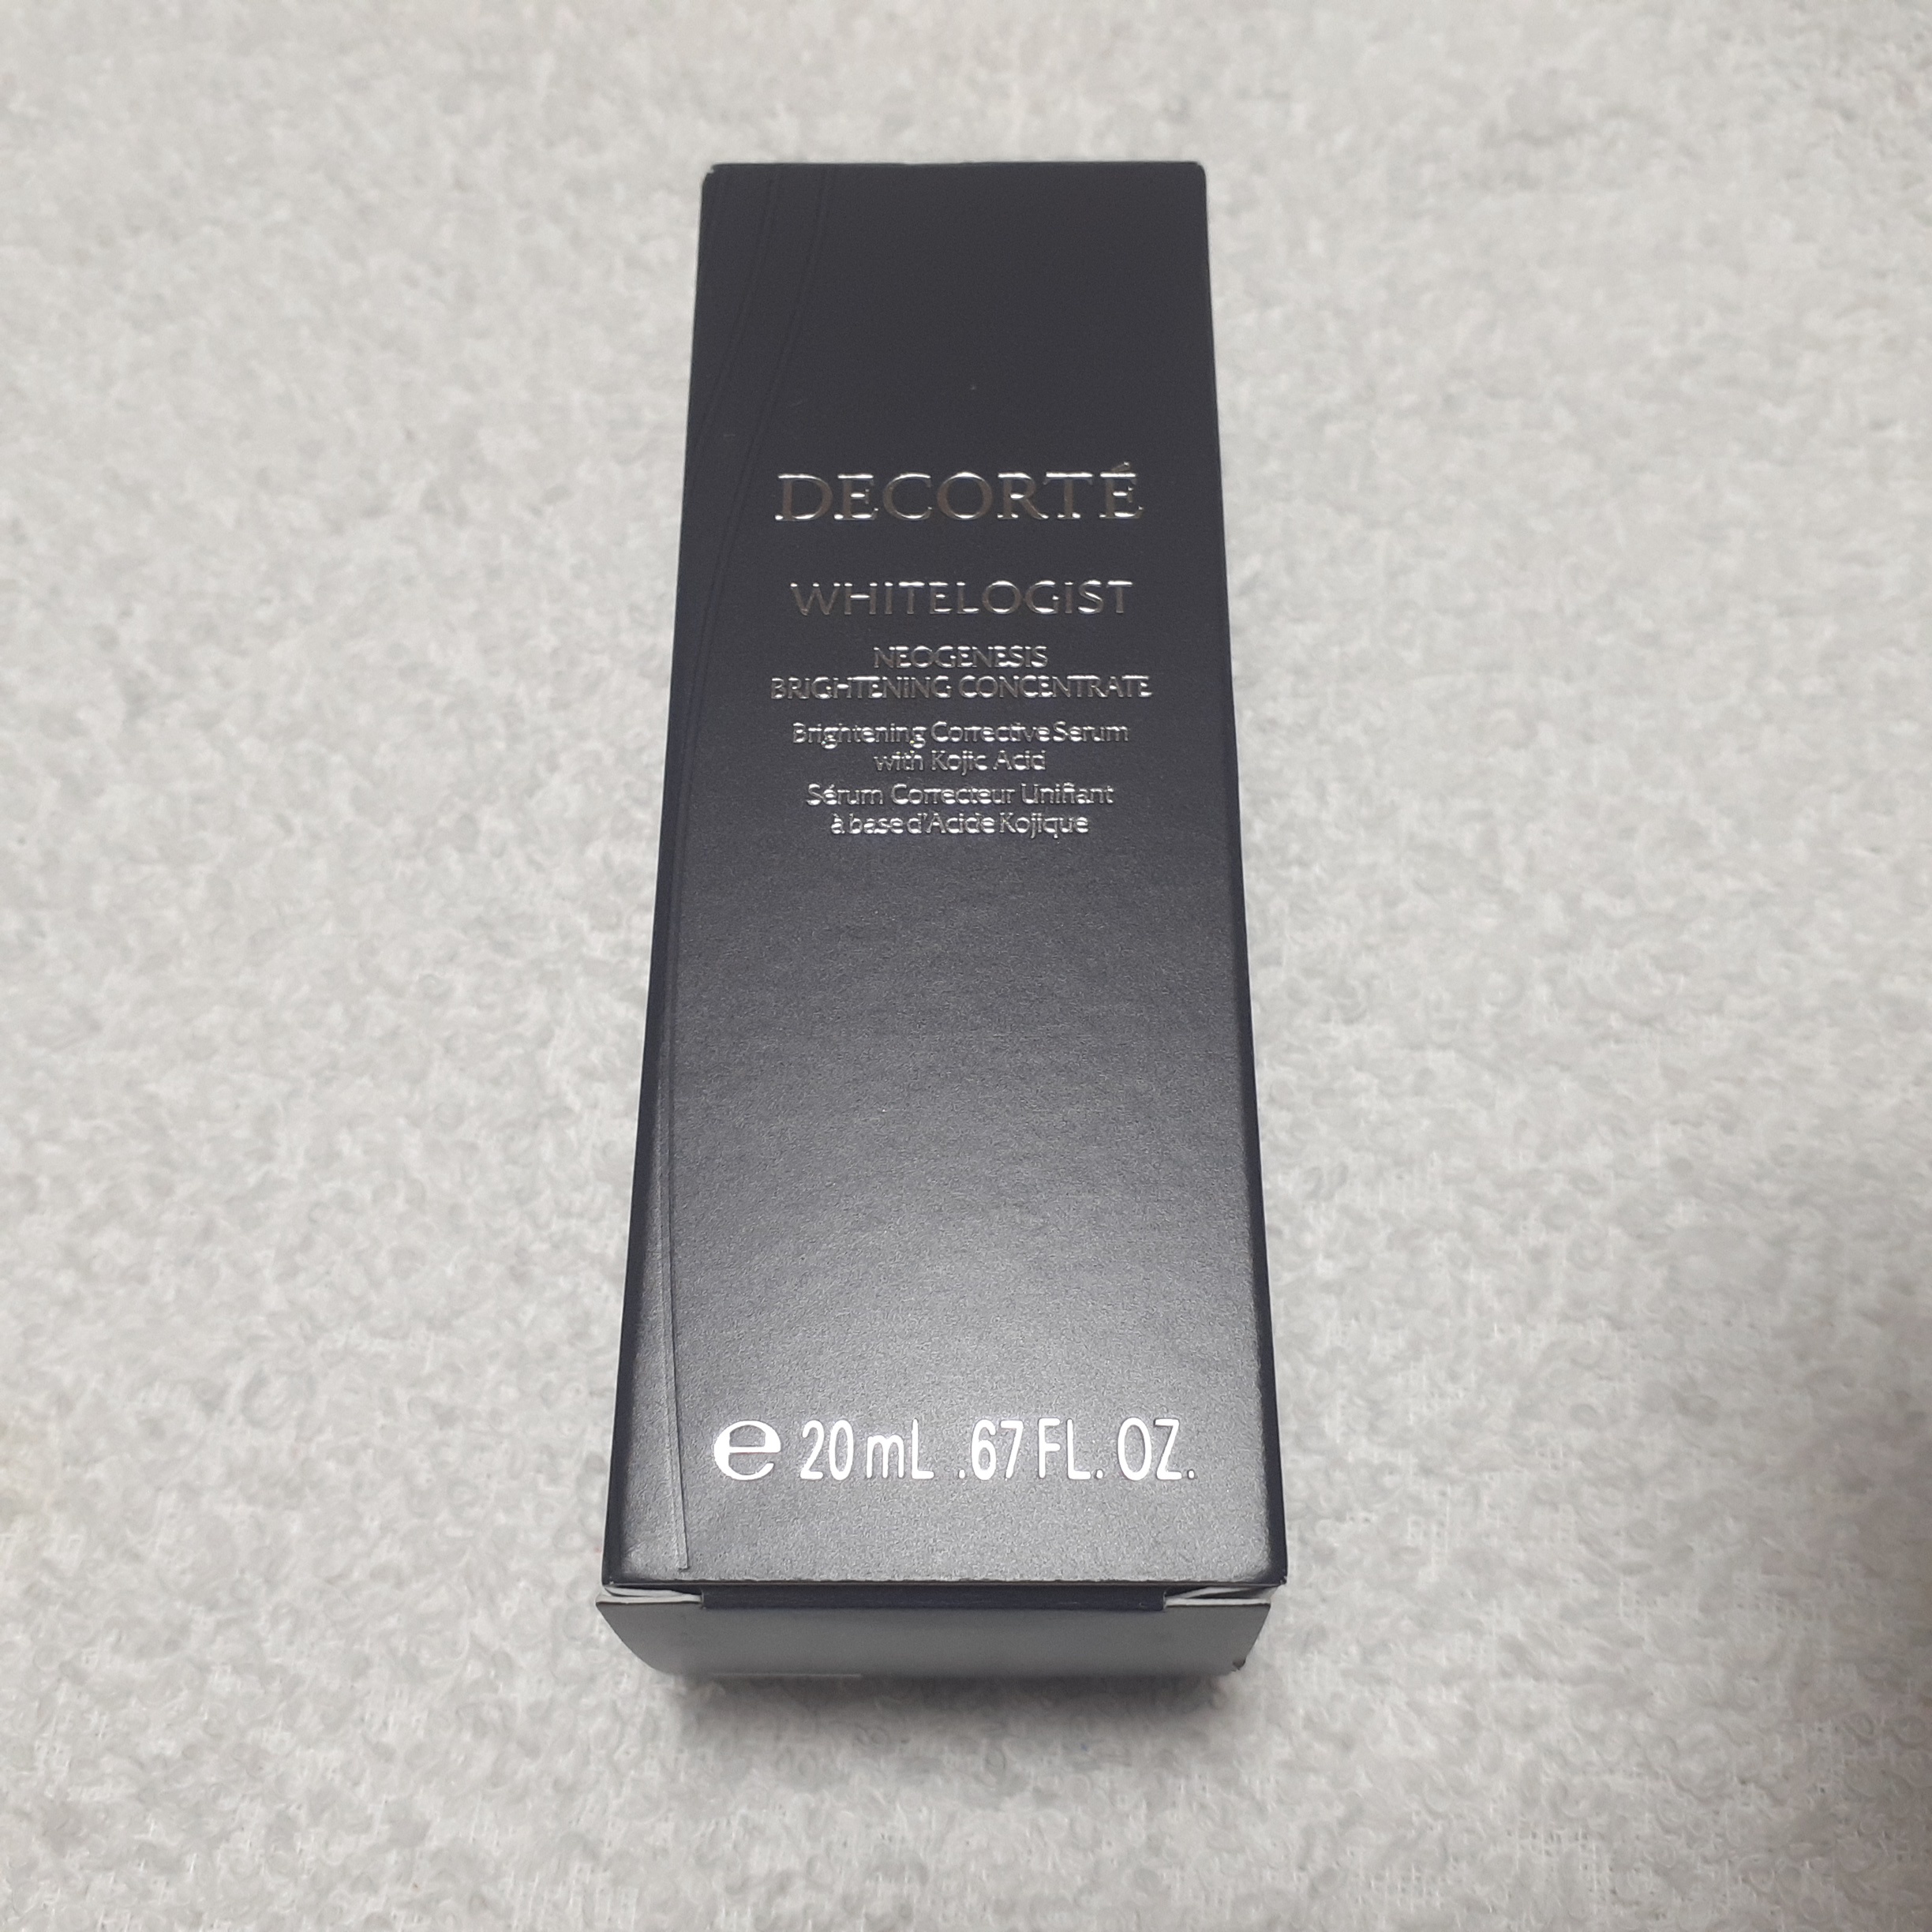 DECORTÉ
WHITELOGIST
NEOGENESIS
BRIGHTENING CONCENTRATE
Brightening Corrective Serum
with Kojic Acid
Sérum Correcteur Unifiant
à base d'Acide Kojique
e 20 mL .67 FL. OZ.